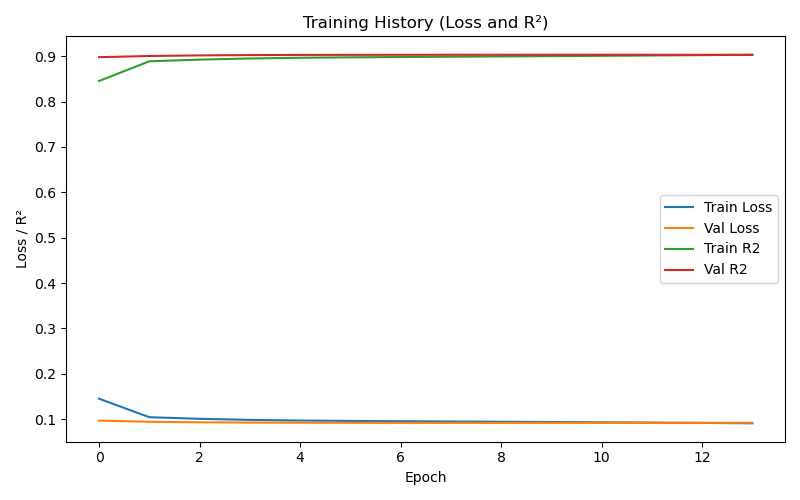 Training History (Loss and R²)
Loss / R²
0.9
0.8
0.7
0.6
0.5
0.4
0.3
0.2
0.1
Train Loss
Val Loss
Train R2
Val R2
0 2 4 6 8 10 12
Epoch